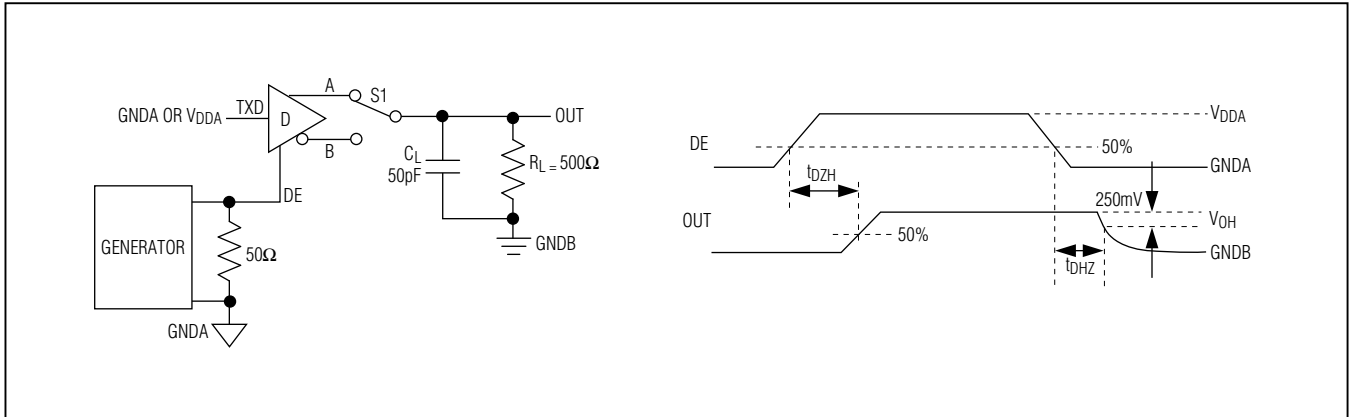 A
S1
GNDA OR VDDA
TXD
D
OUT
B
CL
50pF
RL = 500Ω
DE
GENERATOR
50Ω
GNDB
GNDA
VDDA
DE
50%
GNDA
tDZH
250mV
VOH
OUT
50%
GNDB
tDHZ